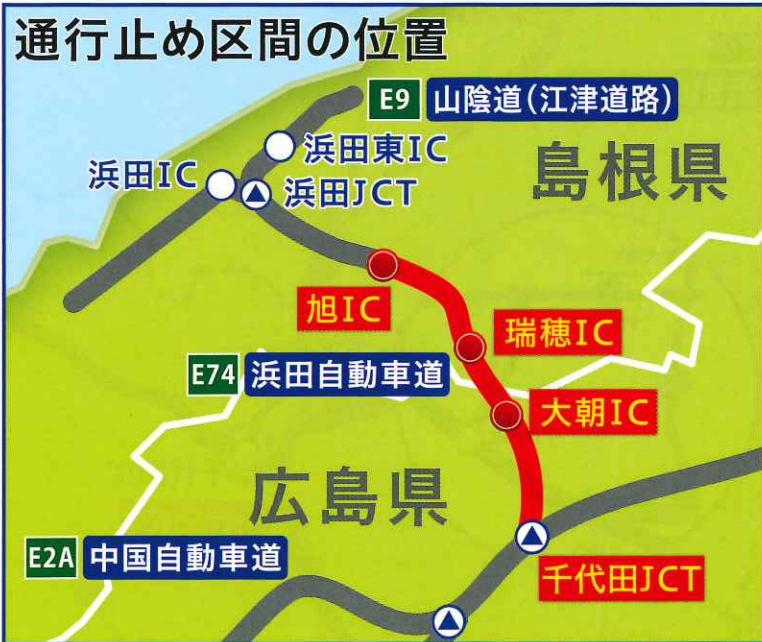 通行止め区間の位置
E9 山陰道(江津道路)
浜田東IC
浜田IC
浜田JCT
島根県
旭IC
瑞穂IC
E74 浜田自動車道
大朝IC
広島県
E2A 中国自動車道
千代田JCT